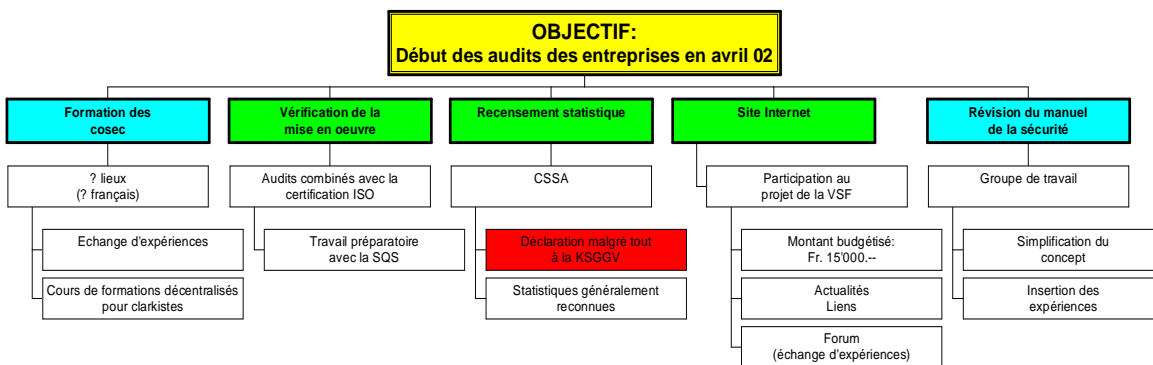 OBJECTIF:
Début des audits des entreprises en avril 02
Formation des
cosec
Vérification de la
mise en oeuvre
Recensement statistique
Site Internet
Révision du manuel
de la sécurité
? lieux
(? français)
Audits combinés avec la
certification ISO
CSSA
Participation au
projet de la VSF
Groupe de travail
Echange d'expériences
Travail préparatoire
avec la SQS
Déclaration malgré tout
à la KSGGV
Montant budgétisé:
Fr. 15'000.--
Simplification du
concept
Cours de formations décentralisés
pour clarkistes
Statistiques généralement
reconnues
Actualités
Liens
Insertion des
expériences
Forum
(échange d'expériences)